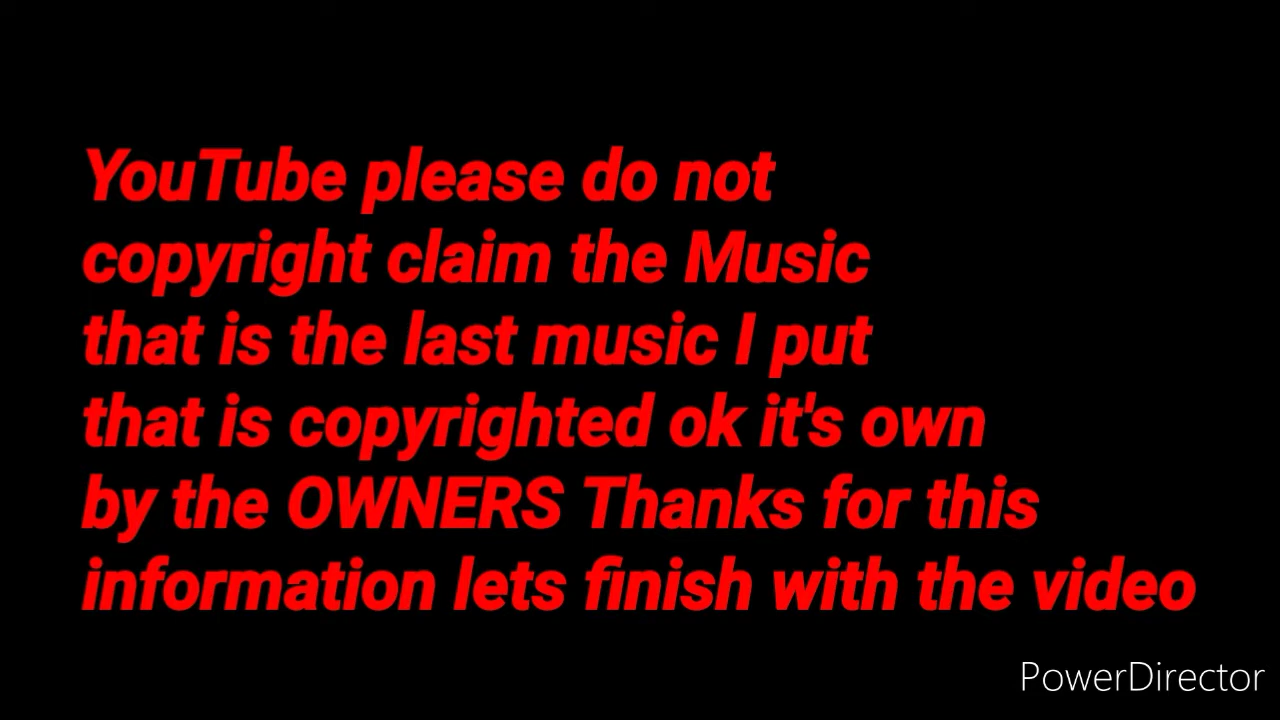 YouTube please do not
copyright claim the Music
that is the last music I put
that is copyrighted ok it's own
by the OWNERS Thanks for this
information lets finish with the video
PowerDirector